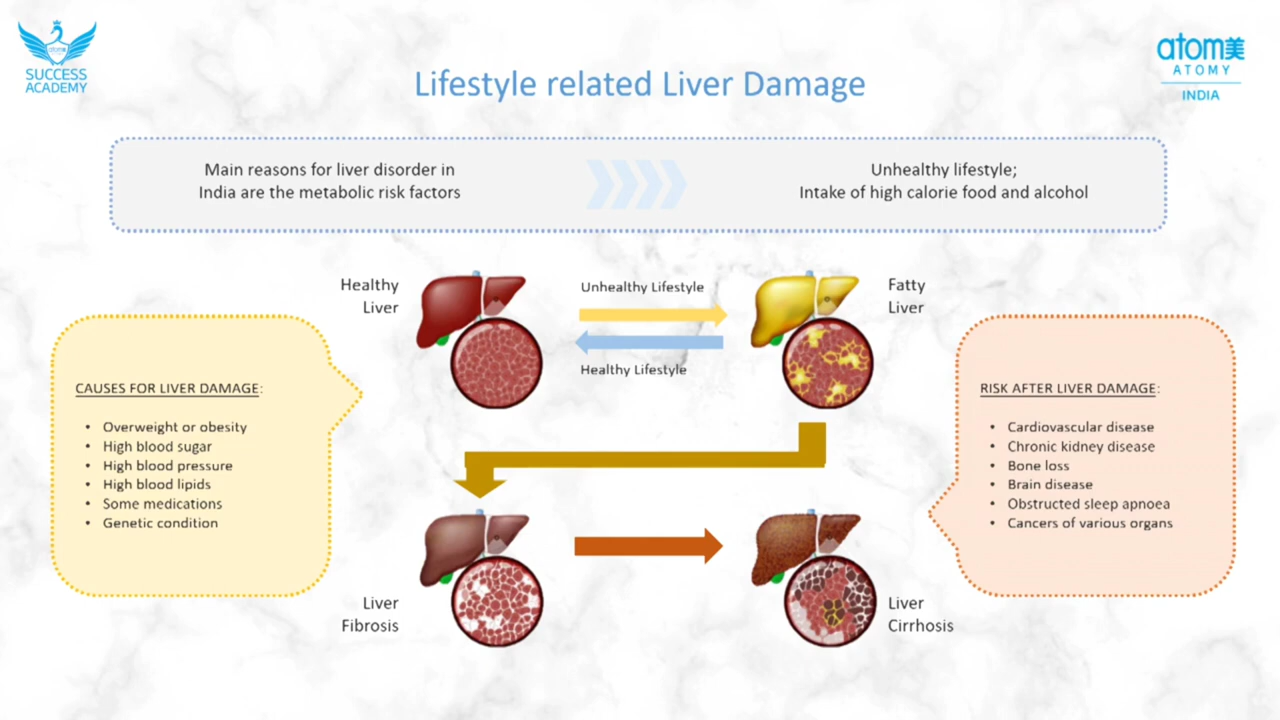 SUCCESS
ACADEMY
atom美
ATOMY
INDIA
Lifestyle related Liver Damage
Main reasons for liver disorder in
India are the metabolic risk factors
Unhealthy lifestyle;
Intake of high calorie food and alcohol
Healthy
Liver
Unhealthy Lifestyle
Healthy Lifestyle
Fatty
Liver
CAUSES FOR LIVER DAMAGE:
• Overweight or obesity
• High blood sugar
• High blood pressure
• High blood lipids
• Some medications
• Genetic condition
RISK AFTER LIVER DAMAGE:
• Cardiovascular disease
• Chronic kidney disease
• Bone loss
• Brain disease
• Obstructed sleep apnoea
• Cancers of various organs
Liver
Fibrosis
Liver
Cirrhosis